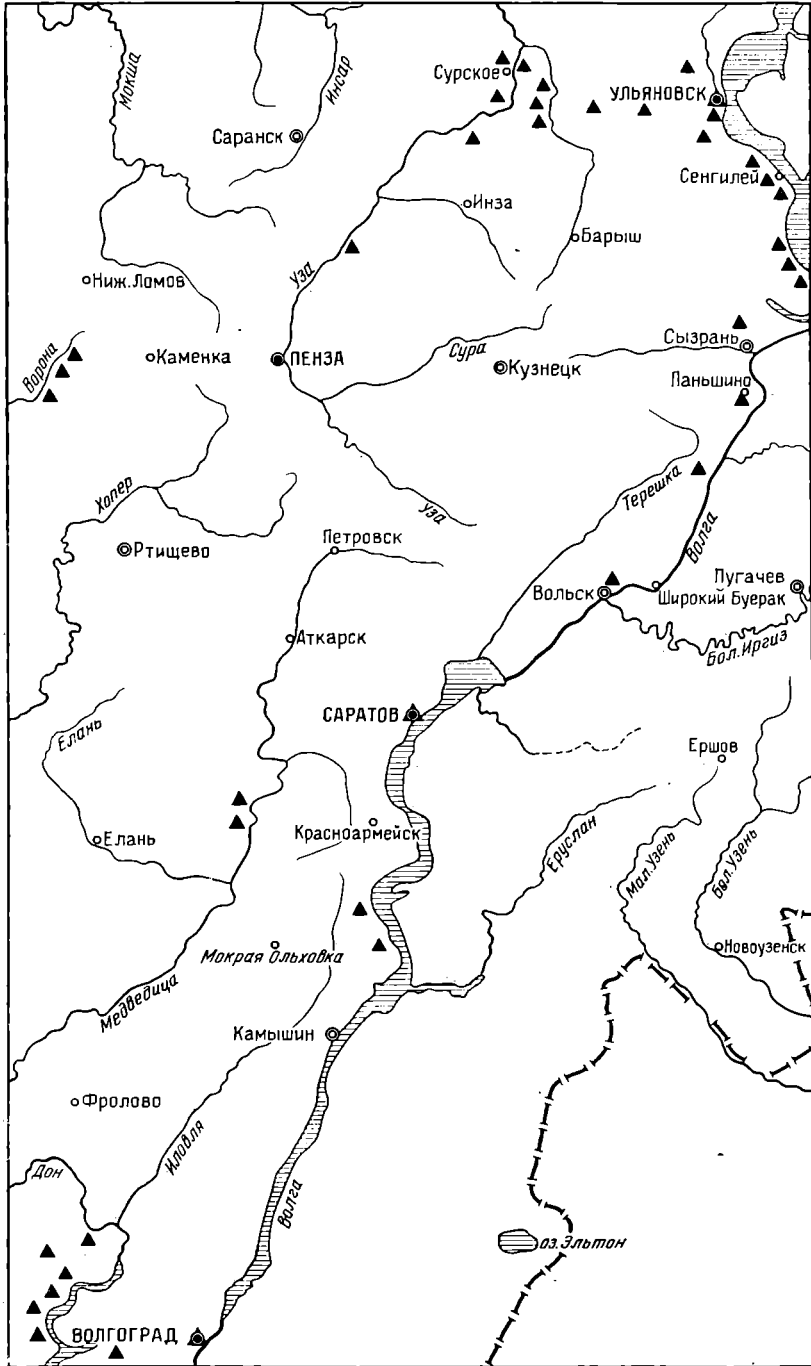 Мокша
Инсар
Сурское
УЛЬЯНОВСК
Саранск
Сенгилей
Инза
Барыш
Уза
Ниж.Ломов
Ворона
Каменка
ПЕНЗА
Сура
Кузнецк
Сызрань
Паньшино
Хопер
Терешка
Уза
Волга
Ртищево
Петровск
Вольск
Широкий Буерак
Пугачев
Бол.Иргиз
Аткарск
САРАТОВ
Елань
Ершов
Елань
Красноармейск
Еруслан
Мал.Узень
Бол.Узень
Мокрая Ольховка
Новоузенск
Медведица
Камышин
Фролово
Иловля
Дон
Волга
оз.Эльтон
ВОЛГОГРАД